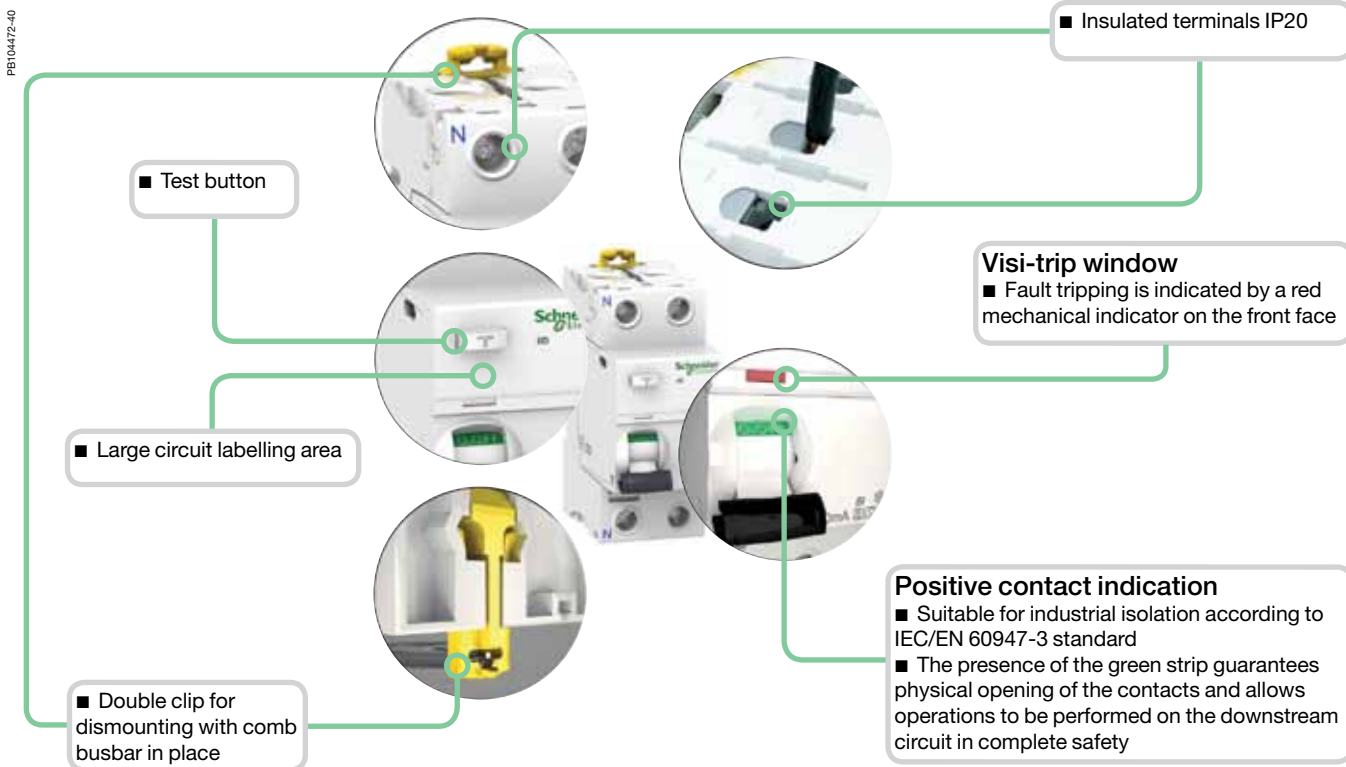 PB104472-40
■ Insulated terminals IP20
N
■ Test button
Visi-trip window
■ Fault tripping is indicated by a red
mechanical indicator on the front face
N
Schneider
■ Large circuit labelling area
N
Positive contact indication
■ Suitable for industrial isolation according to
IEC/EN 60947-3 standard
■ The presence of the green strip guarantees
physical opening of the contacts and allows
operations to be performed on the downstream
circuit in complete safety
■ Double clip for
dismounting with comb
busbar in place